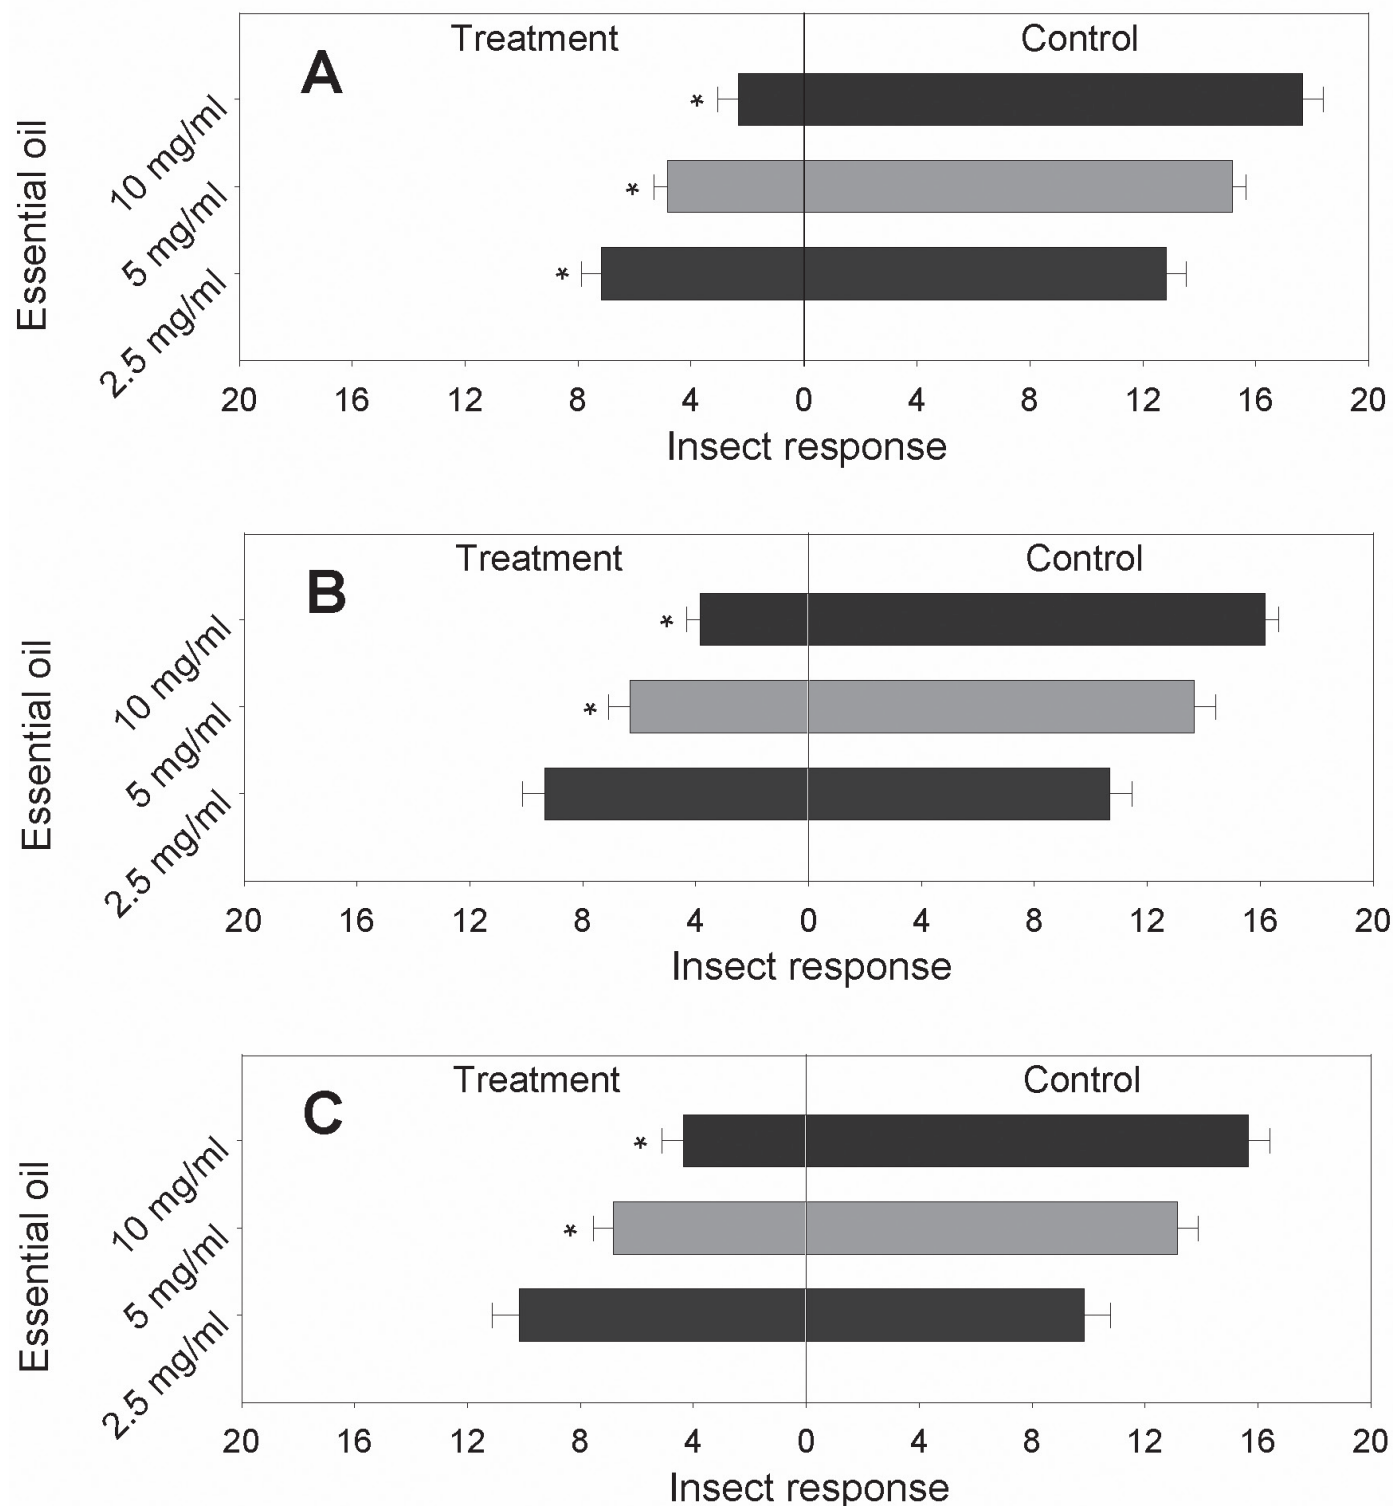 Treatment Control
A
Essential oil
10 mg/ml
*
5 mg/ml
*
2.5 mg/ml
*
20 16 12 8 4 0 4 8 12 16 20
Insect response
Treatment Control
B
Essential oil
10 mg/ml
*
5 mg/ml
*
2.5 mg/ml
20 16 12 8 4 0 4 8 12 16 20
Insect response
Treatment Control
C
Essential oil
10 mg/ml
*
5 mg/ml
*
2.5 mg/ml
20 16 12 8 4 0 4 8 12 16 20
Insect response